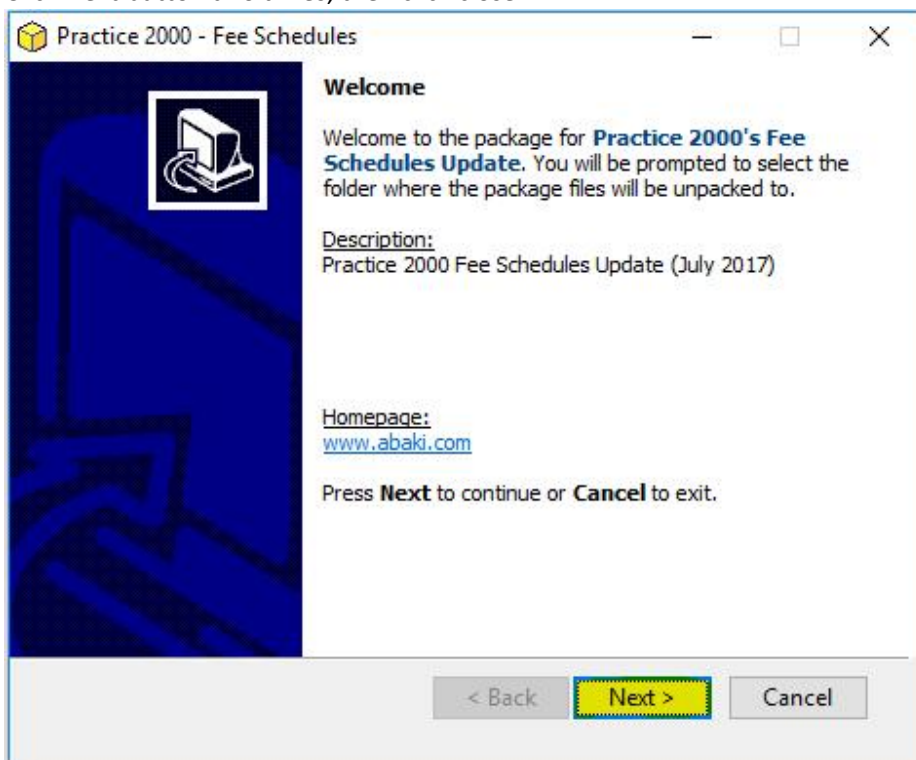 Practice 2000 - Fee Schedules
Welcome
Welcome to the package for Practice 2000's Fee
Schedules Update. You will be prompted to select the
folder where the package files will be unpacked to.
Description:
Practice 2000 Fee Schedules Update (July 2017)
Homepage:
www.abaki.com
Press Next to continue or Cancel to exit.
< Back Next > Cancel